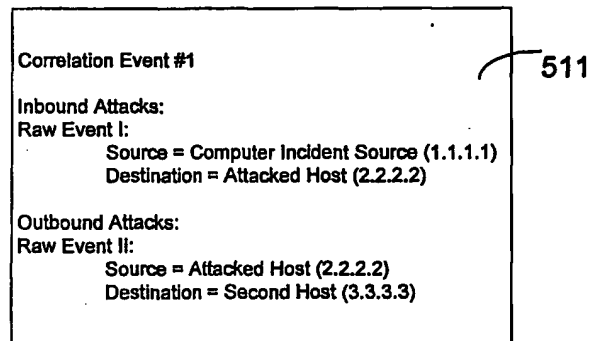 Correlation Event #1
511
Inbound Attacks:
Raw Event I:
Source = Computer Incident Source (1.1.1.1)
Destination = Attacked Host (2.2.2.2)
Outbound Attacks:
Raw Event II:
Source = Attacked Host (2.2.2.2)
Destination = Second Host (3.3.3.3)